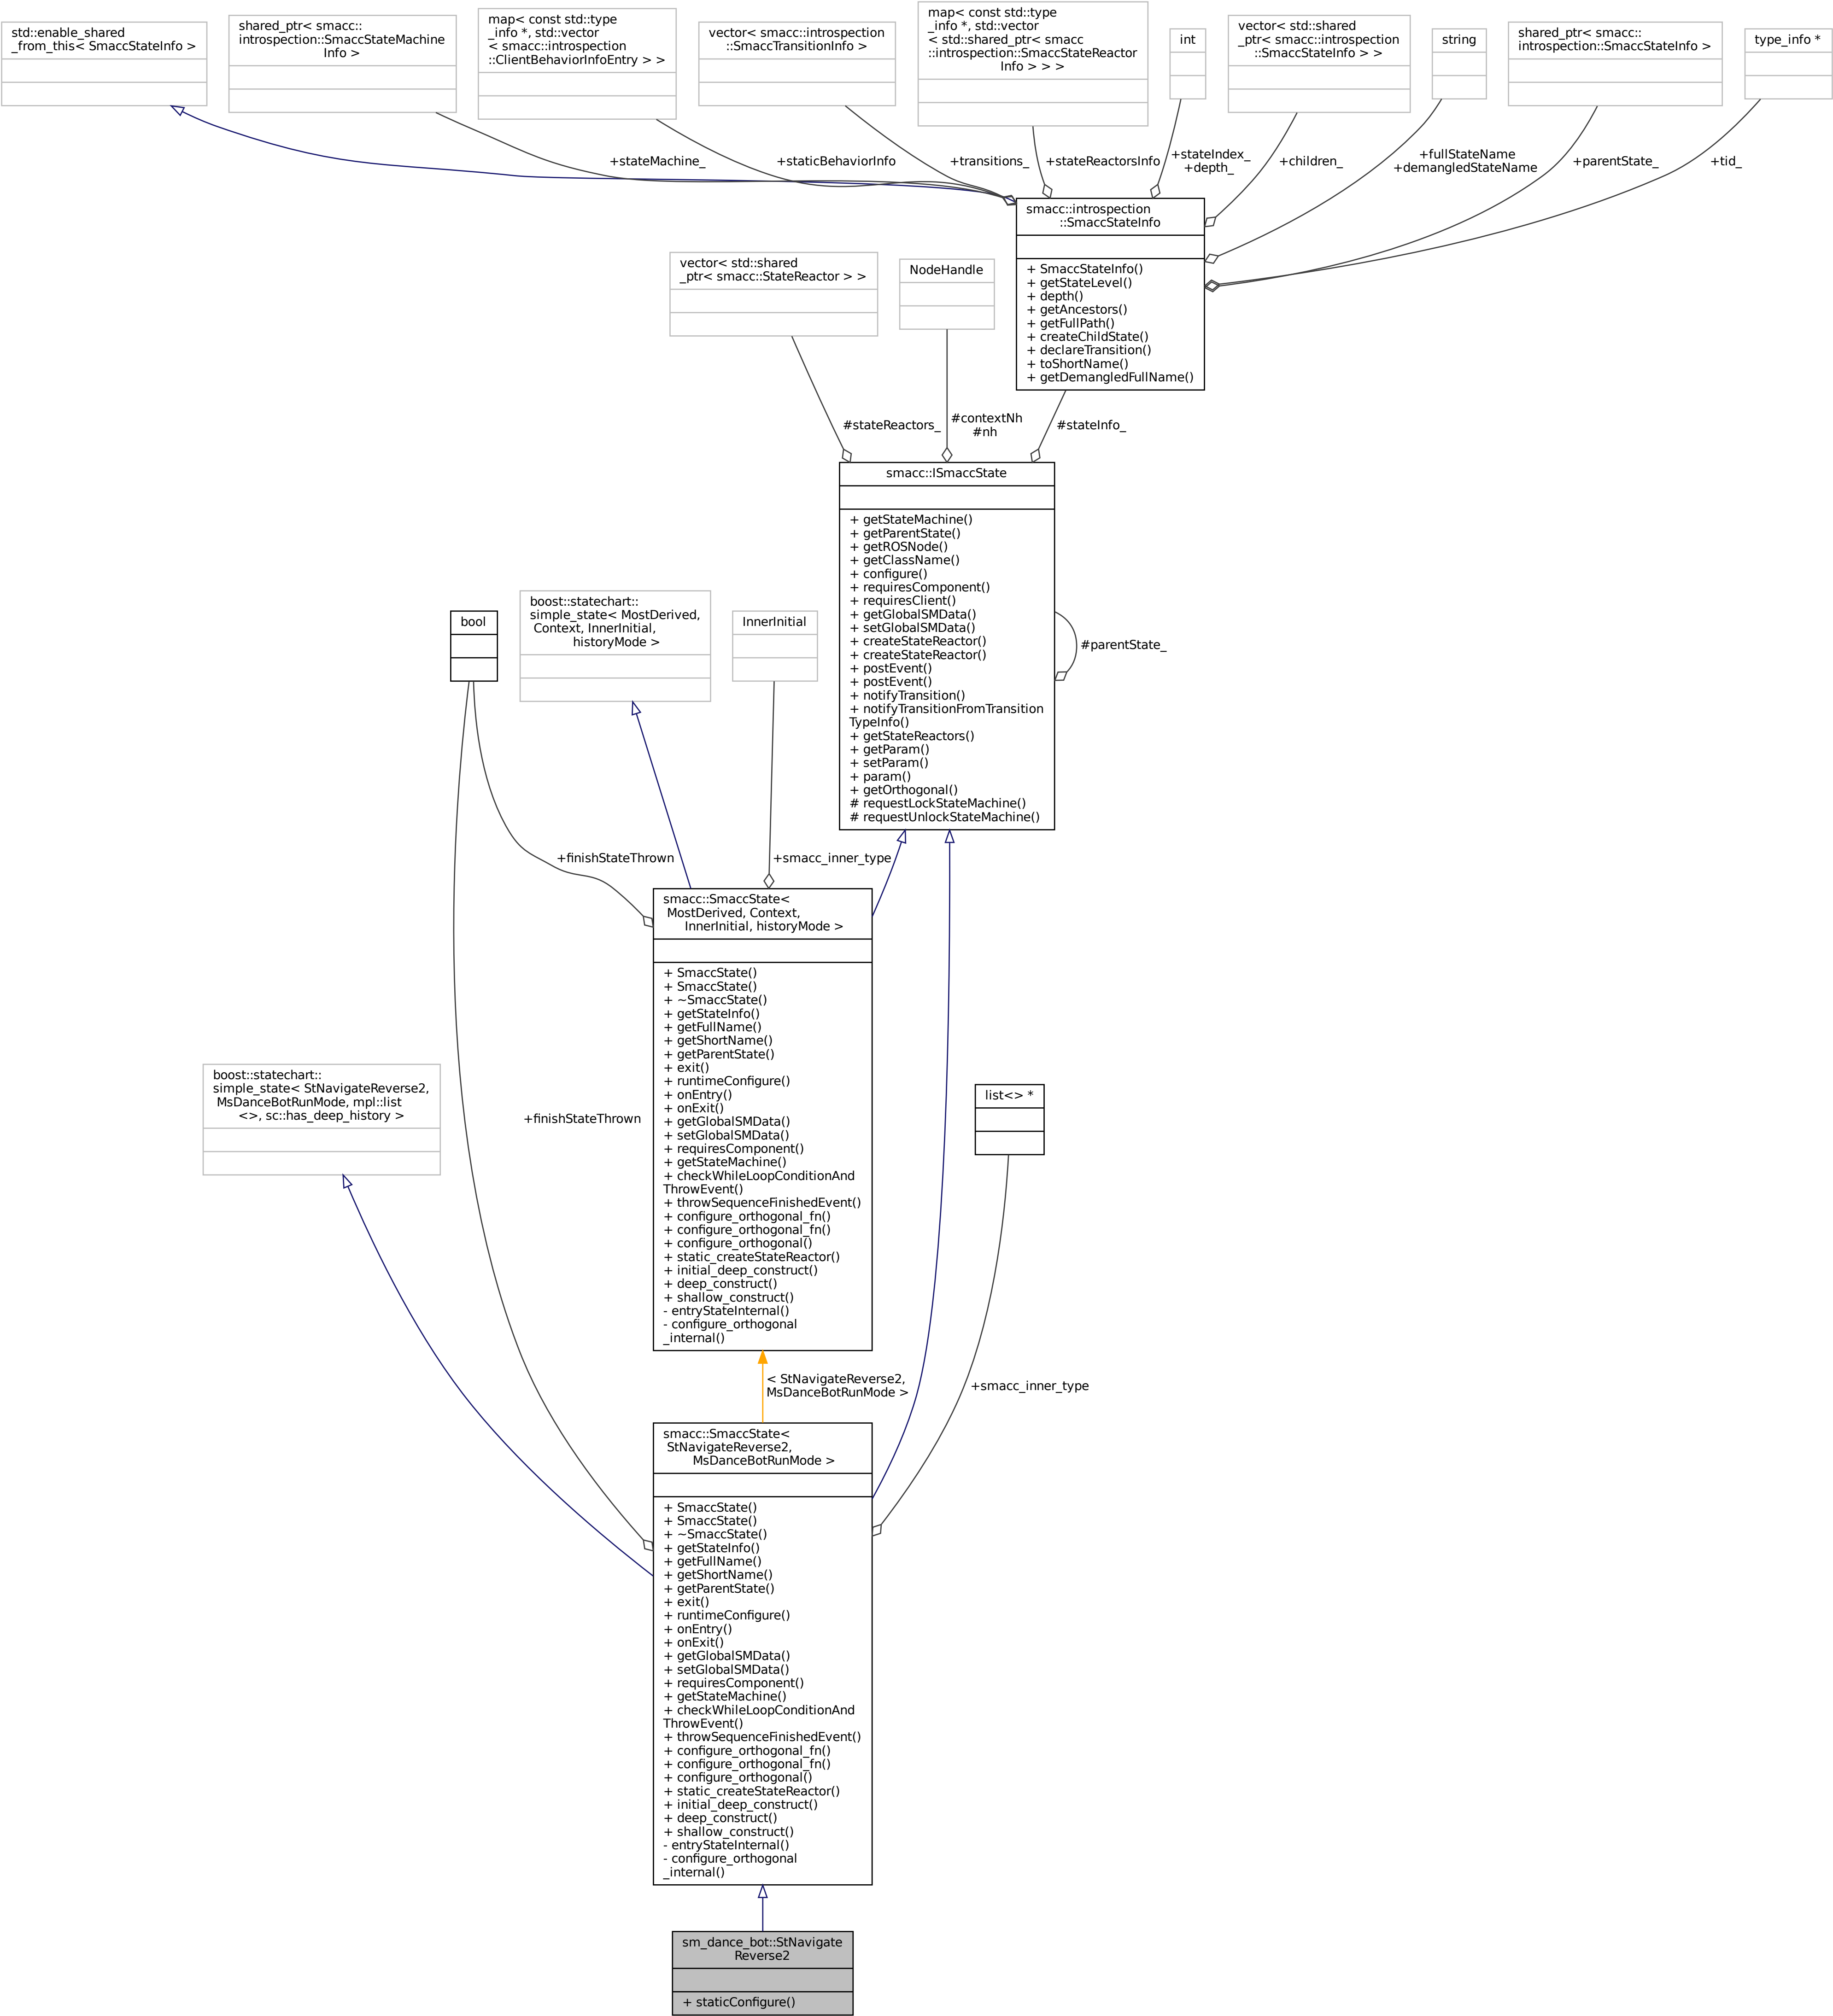 std::enable_shared
_from_this< SmaccStateInfo >
shared_ptr< smacc::
introspection::SmaccStateMachine
Info >
map< const std::type
_info *, std::vector
< smacc::introspection
::ClientBehaviorInfoEntry > >
vector< smacc::introspection
::SmaccTransitionInfo >
map< const std::type
_info *, std::vector
< std::shared_ptr< smacc
::introspection::SmaccStateReactor
Info > > >
int
vector< std::shared
_ptr< smacc::introspection
::SmaccStateInfo > >
string
shared_ptr< smacc::
introspection::SmaccStateInfo >
type_info *
+stateMachine_
+staticBehaviorInfo
+transitions_
+stateReactorsInfo
+stateIndex_
+depth_
+children_
+fullStateName
+demangledStateName
+parentState_
+tid_
smacc::introspection
::SmaccStateInfo
+ SmaccStateInfo()
+ getStateLevel()
+ depth()
+ getAncestors()
+ getFullPath()
+ createChildState()
+ declareTransition()
+ toShortName()
+ getDemangledFullName()
vector< std::shared
_ptr< smacc::StateReactor > >
NodeHandle
#stateReactors_
#contextNh
#nh
#stateInfo_
smacc::ISmaccState
+ getStateMachine()
+ getParentState()
+ getROSNode()
+ getClassName()
+ configure()
+ requiresComponent()
+ requiresClient()
+ getGlobalSMData()
+ setGlobalSMData()
+ createStateReactor()
+ createStateReactor()
+ postEvent()
+ postEvent()
+ notifyTransition()
+ notifyTransitionFromTransition
TypeInfo()
+ getStateReactors()
+ getParam()
+ setParam()
+ param()
+ getOrthogonal()
# requestLockStateMachine()
# requestUnlockStateMachine()
#parentState_
bool
boost::statechart::
simple_state< MostDerived,
Context, InnerInitial,
historyMode >
InnerInitial
+finishStateThrown
+smacc_inner_type
smacc::SmaccState<
MostDerived, Context,
InnerInitial, historyMode >
+ SmaccState()
+ SmaccState()
+ ~SmaccState()
+ getStateInfo()
+ getFullName()
+ getShortName()
+ getParentState()
+ exit()
+ runtimeConfigure()
+ onEntry()
+ onExit()
+ getGlobalSMData()
+ setGlobalSMData()
+ requiresComponent()
+ getStateMachine()
+ checkWhileLoopConditionAnd
ThrowEvent()
+ throwSequenceFinishedEvent()
+ configure_orthogonal_fn()
+ configure_orthogonal_fn()
+ configure_orthogonal()
+ static_createStateReactor()
+ initial_deep_construct()
+ deep_construct()
+ shallow_construct()
- entryStateInternal()
- configure_orthogonal
_internal()
boost::statechart::
simple_state< StNavigateReverse2,
MsDanceBotRunMode, mpl::list
<>, sc::has_deep_history >
+finishStateThrown
list<> *
< StNavigateReverse2,
MsDanceBotRunMode >
+smacc_inner_type
smacc::SmaccState<
StNavigateReverse2,
MsDanceBotRunMode >
+ SmaccState()
+ SmaccState()
+ ~SmaccState()
+ getStateInfo()
+ getFullName()
+ getShortName()
+ getParentState()
+ exit()
+ runtimeConfigure()
+ onEntry()
+ onExit()
+ getGlobalSMData()
+ setGlobalSMData()
+ requiresComponent()
+ getStateMachine()
+ checkWhileLoopConditionAnd
ThrowEvent()
+ throwSequenceFinishedEvent()
+ configure_orthogonal_fn()
+ configure_orthogonal_fn()
+ configure_orthogonal()
+ static_createStateReactor()
+ initial_deep_construct()
+ deep_construct()
+ shallow_construct()
- entryStateInternal()
- configure_orthogonal
_internal()
sm_dance_bot::StNavigate
Reverse2
+ staticConfigure()